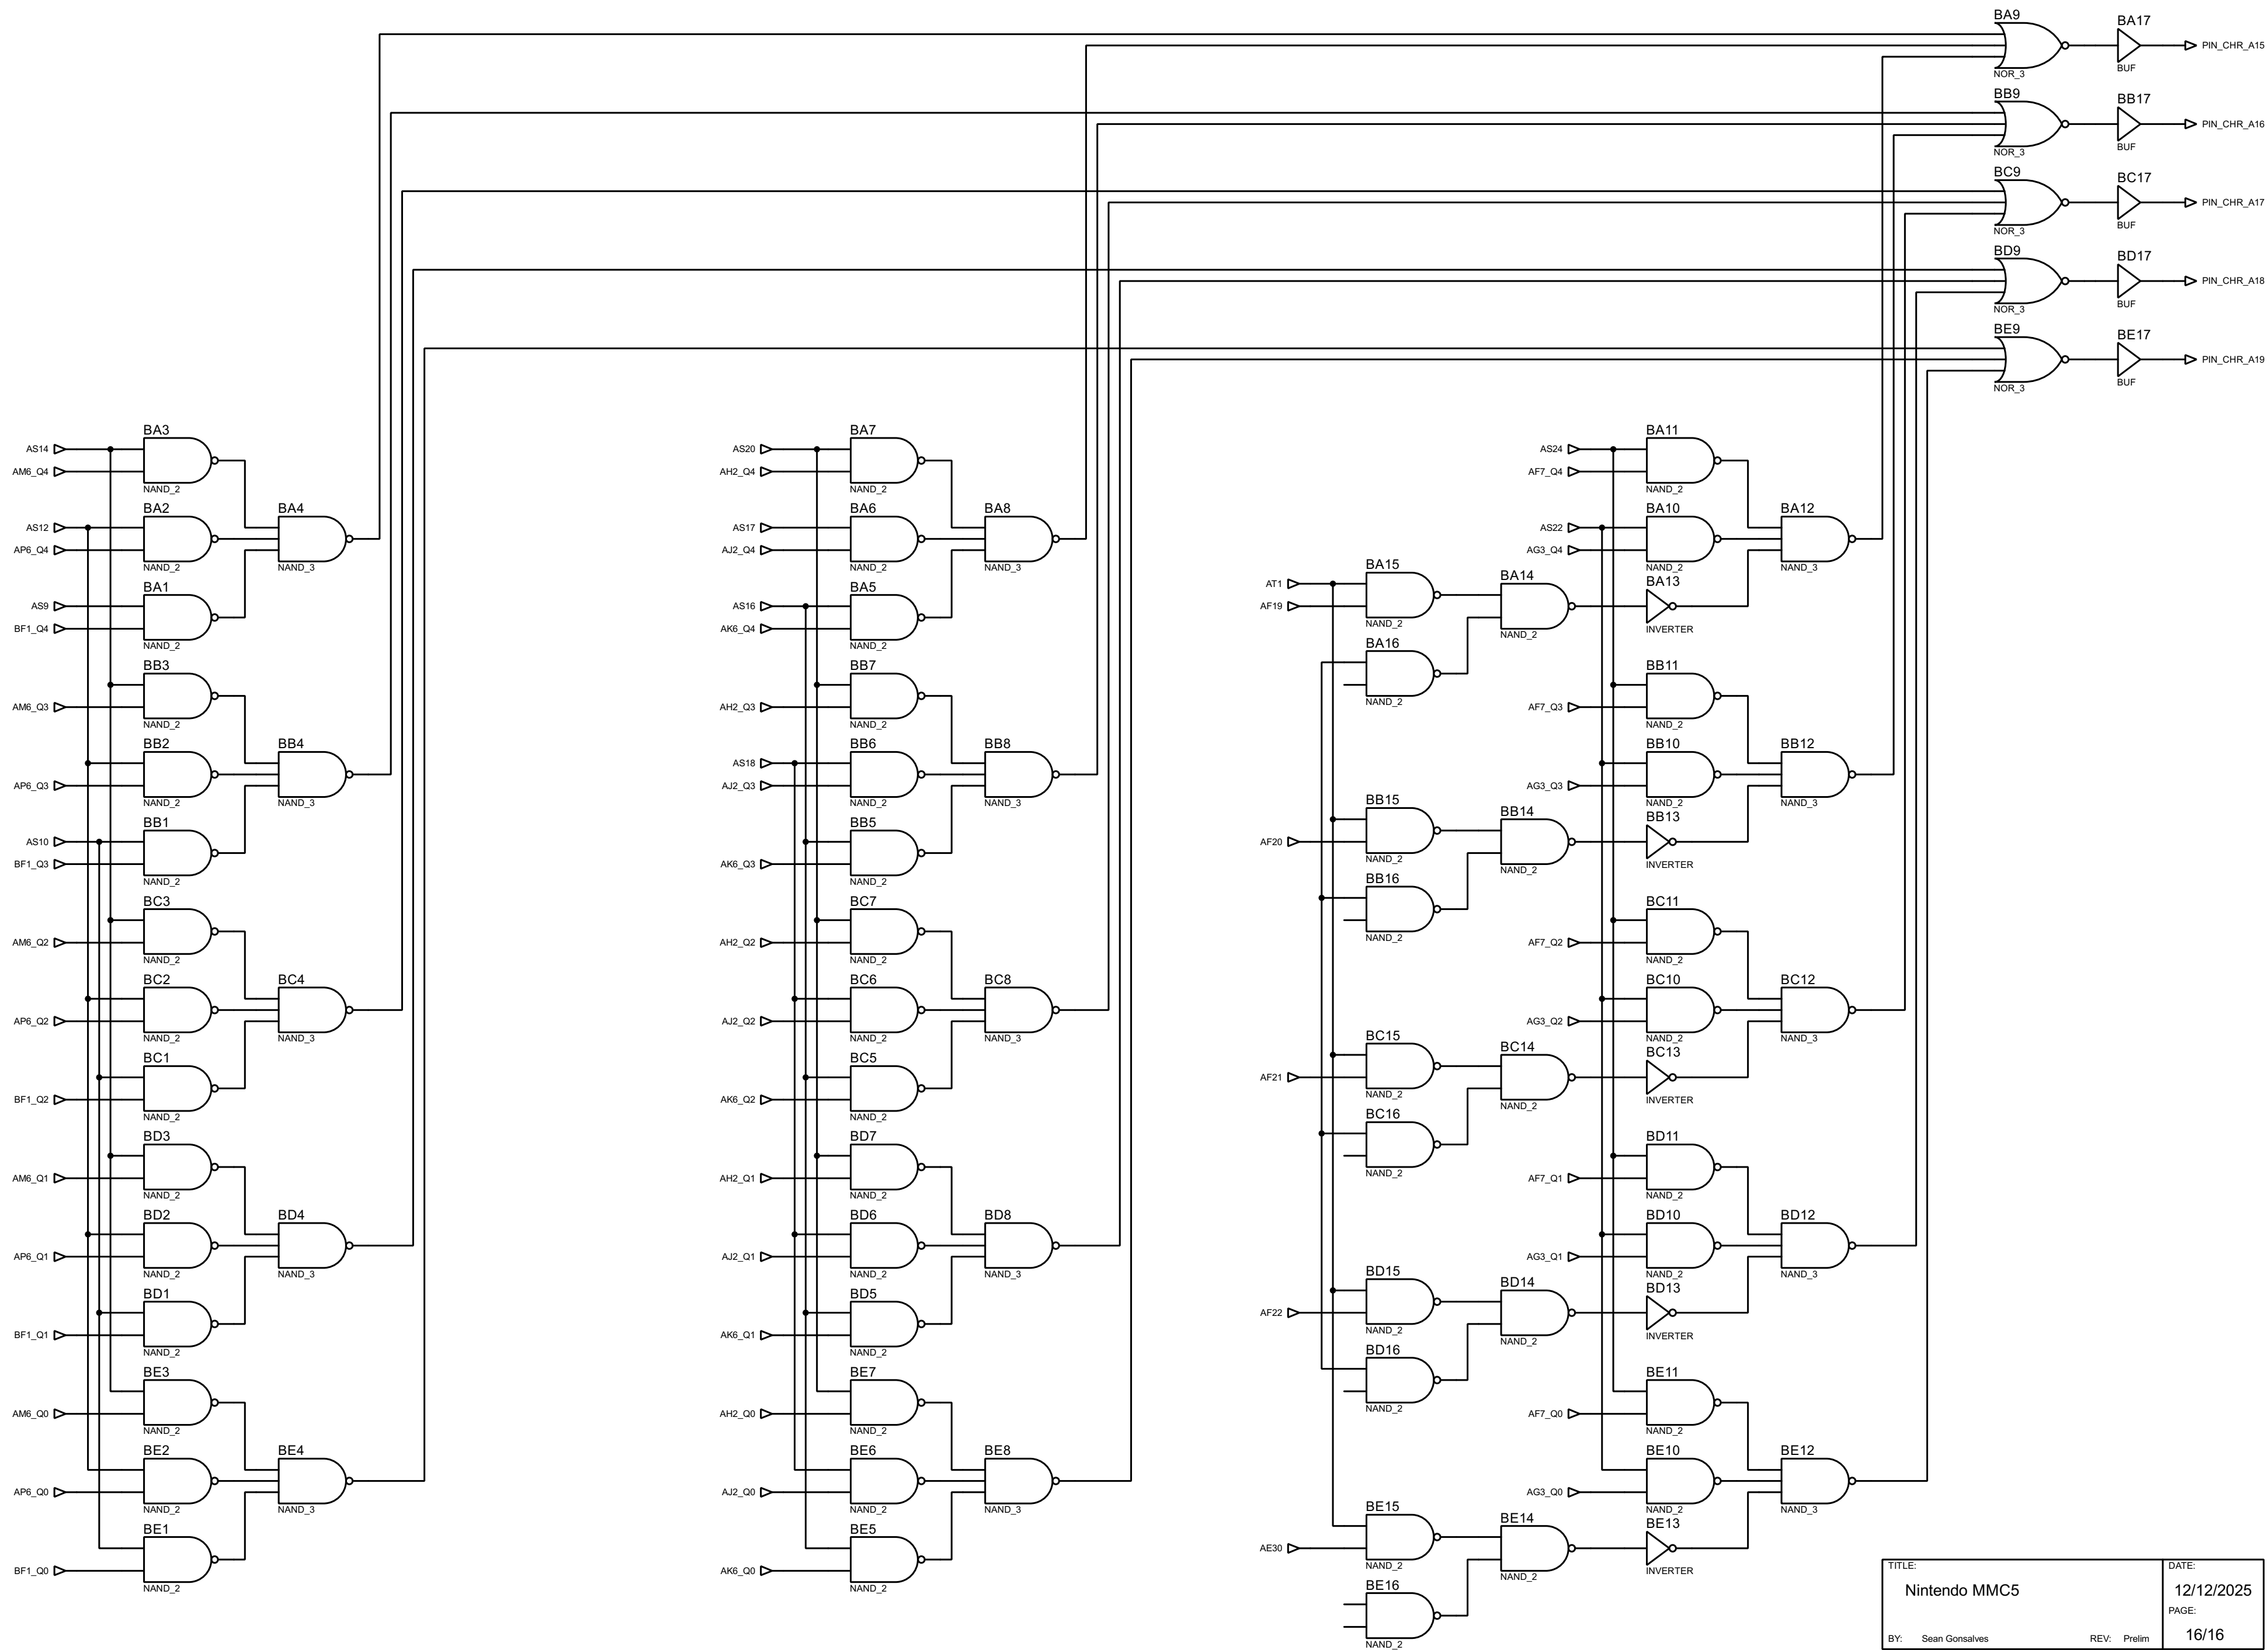 BA9
BA17
PIN_CHR_A15
NOR_3
BUF
BB9
BB17
PIN_CHR_A16
NOR_3
BUF
BC9
BC17
PIN_CHR_A17
NOR_3
BUF
BD9
BD17
PIN_CHR_A18
NOR_3
BUF
BE9
BE17
PIN_CHR_A19
NOR_3
BUF
BA3
AS14
AM6_Q4
NAND_2
BA2
BA4
AS12
AP6_Q4
NAND_2
NAND_3
BA1
AS9
BF1_Q4
NAND_2
BB3
AM6_Q3
NAND_2
BB2
BB4
AP6_Q3
NAND_2
NAND_3
BB1
AS10
BF1_Q3
NAND_2
BC3
AM6_Q2
NAND_2
BC2
BC4
AP6_Q2
NAND_2
NAND_3
BC1
BF1_Q2
NAND_2
BD3
AM6_Q1
NAND_2
BD2
BD4
AP6_Q1
NAND_2
NAND_3
BD1
BF1_Q1
NAND_2
BE3
AM6_Q0
NAND_2
BE2
BE4
AP6_Q0
NAND_2
NAND_3
BE1
BF1_Q0
NAND_2
BA7
AS20
AH2_Q4
NAND_2
BA6
BA8
AS17
AJ2_Q4
NAND_2
NAND_3
BA5
AS16
AK6_Q4
NAND_2
BB7
AH2_Q3
NAND_2
BB6
BB8
AS18
AJ2_Q3
NAND_2
NAND_3
BB5
AK6_Q3
NAND_2
BC7
AH2_Q2
NAND_2
BC6
BC8
AJ2_Q2
NAND_2
NAND_3
BC5
AK6_Q2
NAND_2
BD7
AH2_Q1
NAND_2
BD6
BD8
AJ2_Q1
NAND_2
NAND_3
BD5
AK6_Q1
NAND_2
BE7
AH2_Q0
NAND_2
BE6
BE8
AJ2_Q0
NAND_2
NAND_3
BE5
AK6_Q0
NAND_2
BA11
AS24
AF7_Q4
NAND_2
BA10
BA12
AS22
AG3_Q4
NAND_2
NAND_3
BA15
BA14
BA13
AT1
AF19
NAND_2
NAND_2
INVERTER
BA16
NAND_2
BB11
AF7_Q3
NAND_2
BB10
BB12
AG3_Q3
NAND_2
NAND_3
BB15
BB14
BB13
AF20
NAND_2
NAND_2
INVERTER
BB16
NAND_2
BC11
AF7_Q2
NAND_2
BC10
BC12
AG3_Q2
NAND_2
NAND_3
BC15
BC14
BC13
AF21
NAND_2
NAND_2
INVERTER
BC16
NAND_2
BD11
AF7_Q1
NAND_2
BD10
BD12
AG3_Q1
NAND_2
NAND_3
BD15
BD14
BD13
AF22
NAND_2
NAND_2
INVERTER
BD16
NAND_2
BE11
AF7_Q0
NAND_2
BE10
BE12
AG3_Q0
NAND_2
NAND_3
BE15
BE14
BE13
AE30
NAND_2
NAND_2
INVERTER
BE16
NAND_2
TITLE:
Nintendo MMC5
BY: Sean Gonsalves
REV: Prelim
DATE:
12/12/2025
PAGE:
16/16